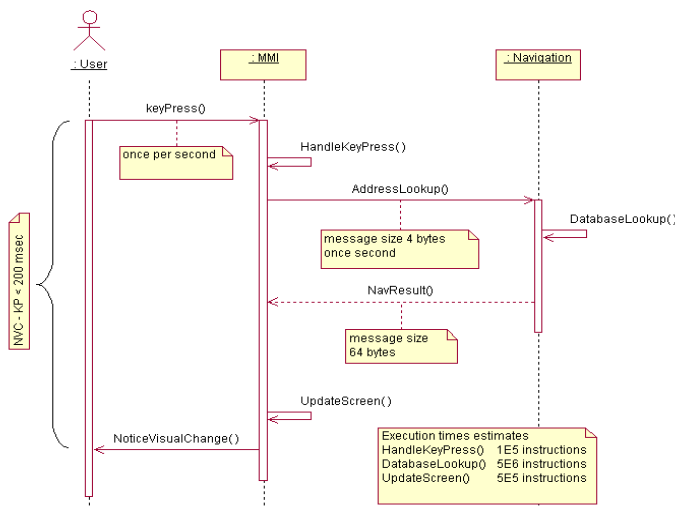 : User
: MMI
: Navigation
keyPress()
once per second
HandleKeyPress()
AddressLookup()
message size 4 bytes
once second
DatabaseLookup()
NavResult()
message size
64 bytes
NVC - KP < 200 msec
UpdateScreen()
NoticeVisualChange()
Execution times estimates
HandleKeyPress() 1E5 instructions
DatabaseLookup() 5E6 instructions
UpdateScreen() 5E5 instructions